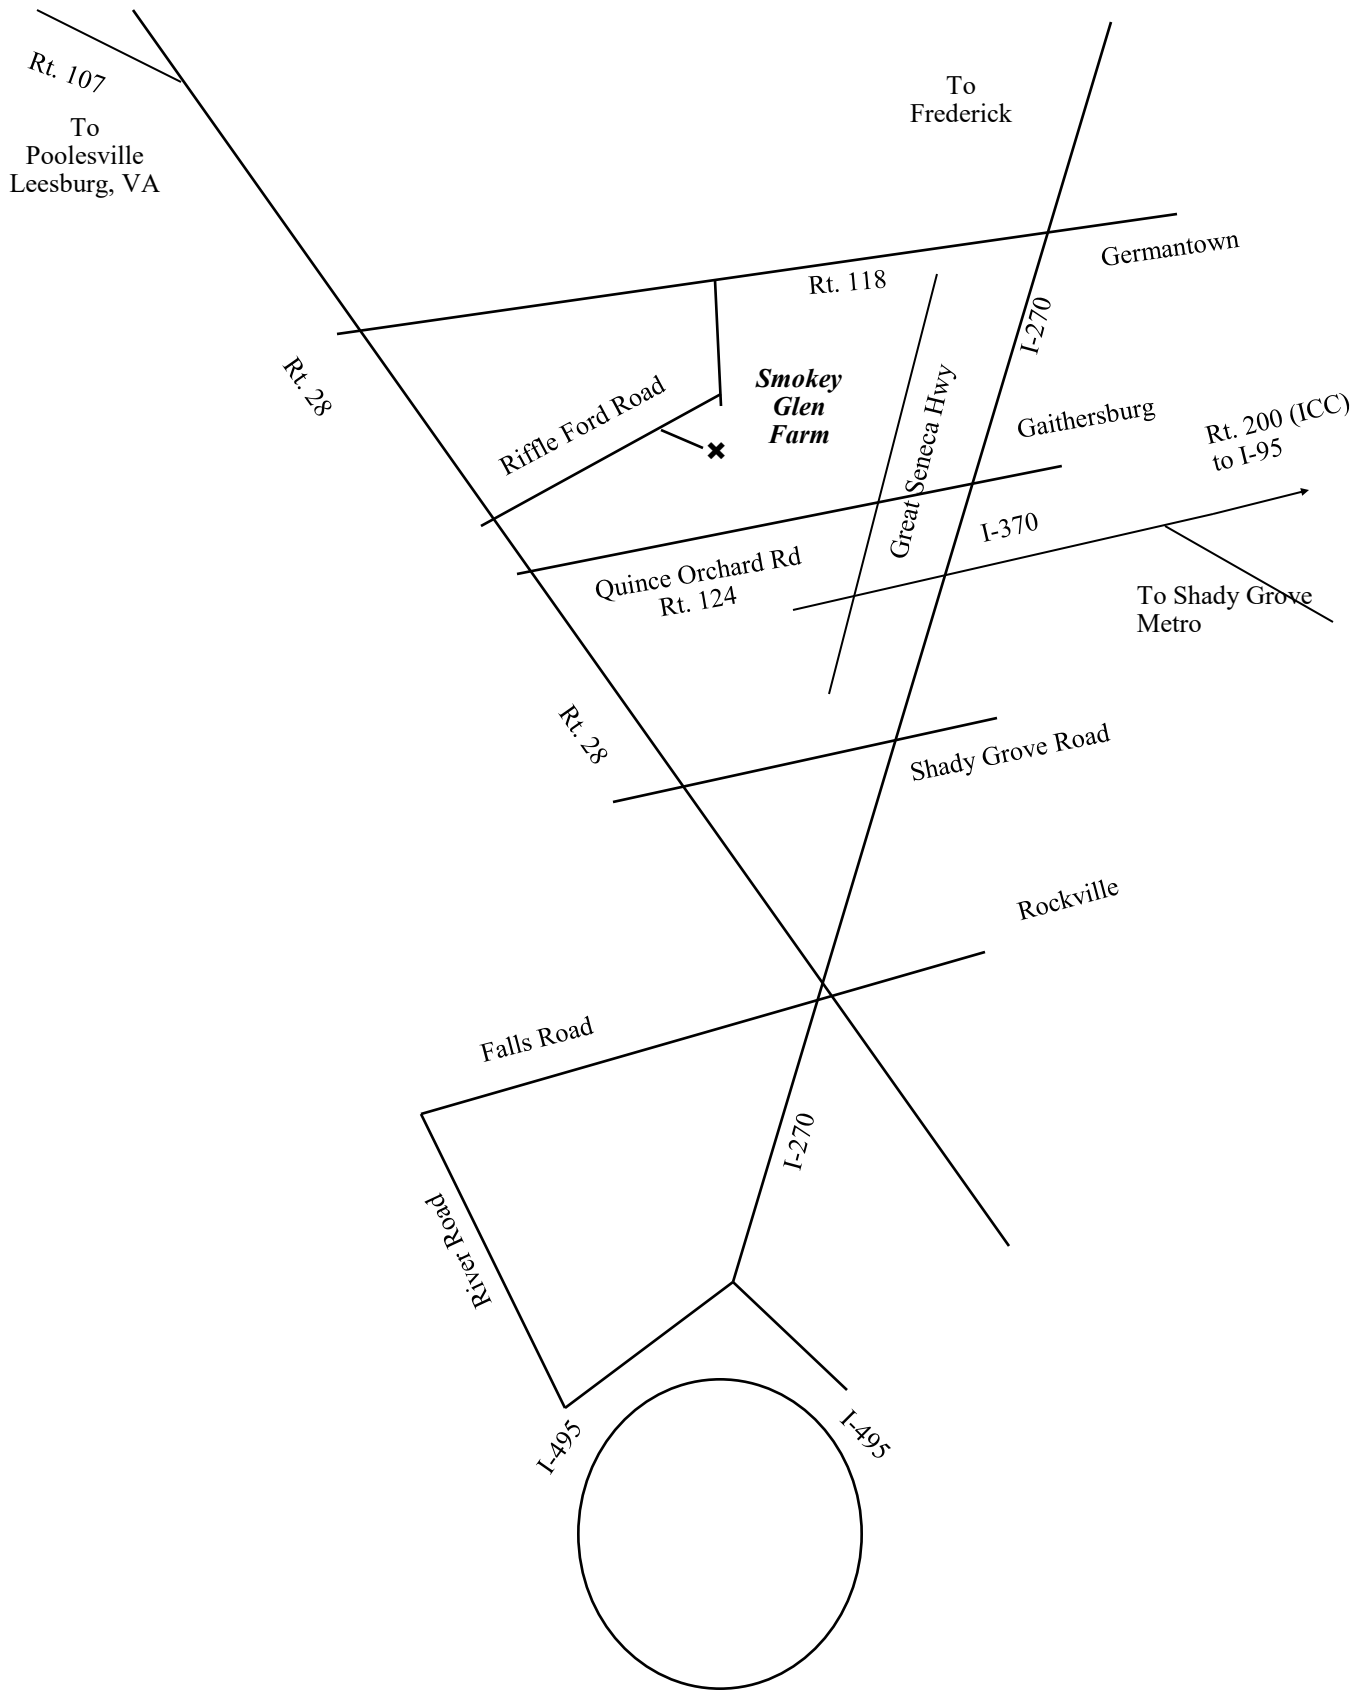 Rt. 107
To
Poolesville
Leesburg, VA
To
Frederick
Germantown
Rt. 118
I-270
Rt. 28
Riffle Ford Road
Smokey
Glen
Farm
Great Seneca Hwy
Gaithersburg
Rt. 200 (ICC)
to I-95
I-370
Quince Orchard Rd
Rt. 124
To Shady Grove
Metro
Rt. 28
Shady Grove Road
Rockville
Falls Road
I-270
River Road
I-495
I-495